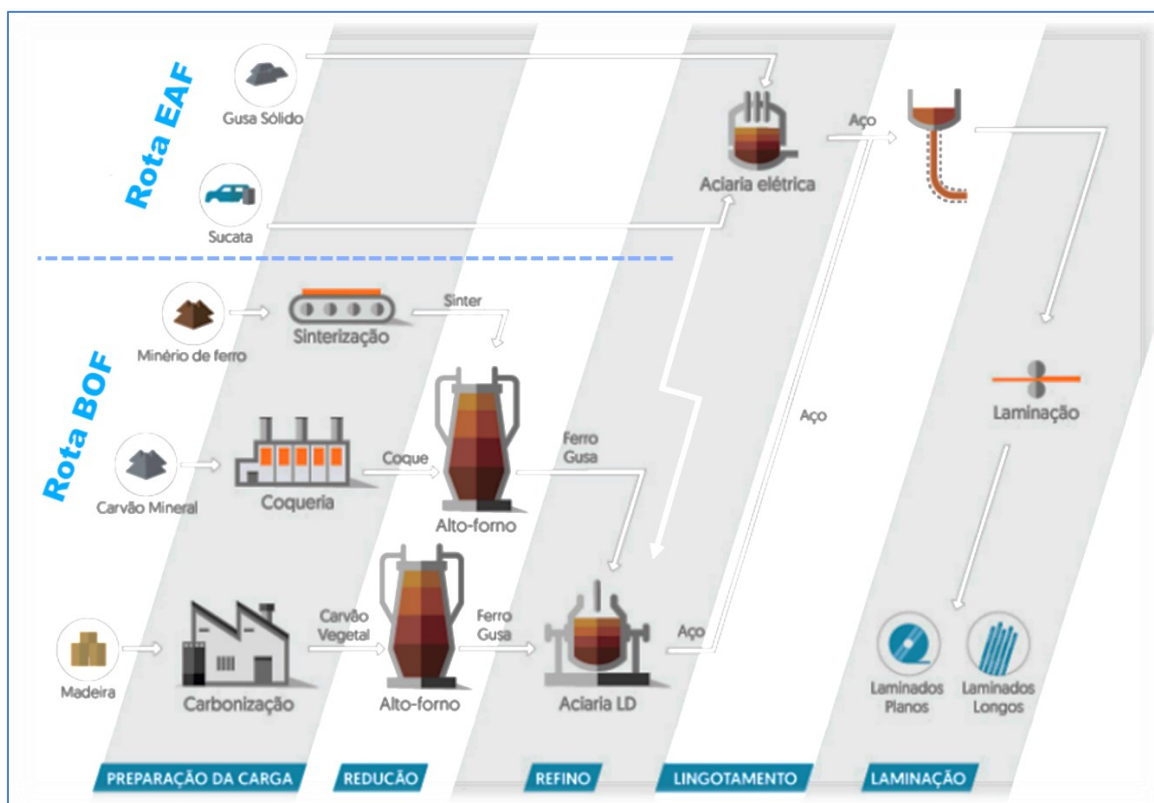 Rota EAF
Gusa Sólido
Sucata
Aciaria elétrica
Aço
Rota BOF
Minério de ferro
Sinterização
Sinter
Carvão Mineral
Coqueria
Coque
Alto-forno
Ferro
Gusa
Aço
Laminação
Madeira
Carbonização
Carvão
Vegetal
Alto-forno
Ferro
Gusa
Aciaria LD
Aço
Laminados
Planos
Laminados
Longos
PREPARAÇÃO DA CARGA
REDUCÃO
REFINO
LINGOTAMENTO
LAMINAÇÃO